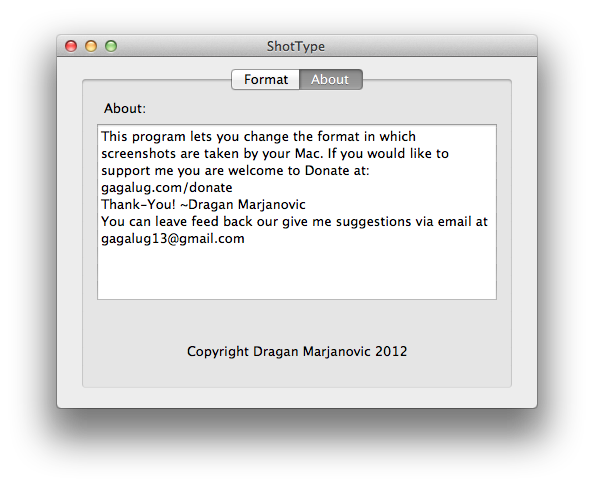 ShotType
Format About
About:
This program lets you change the format in which
screenshots are taken by your Mac. If you would like to
support me you are welcome to Donate at:
gagalug.com/donate
Thank-You! ~Dragan Marjanovic
You can leave feed back our give me suggestions via email at
gagalug13@gmail.com
Copyright Dragan Marjanovic 2012